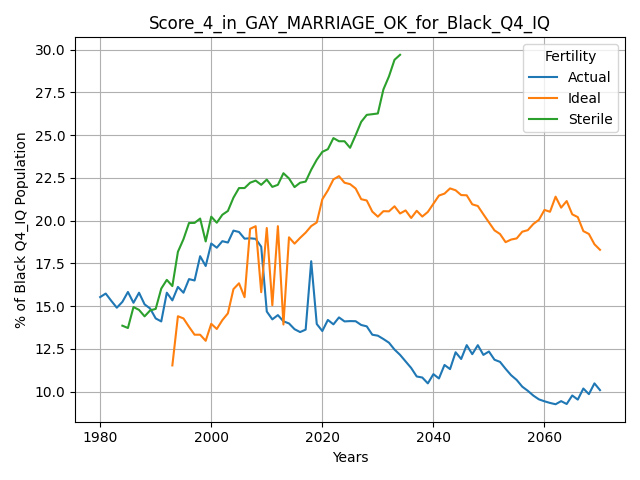 Score_4_in_GAY_MARRIAGE_OK_for_Black_Q4_IQ
Fertility
Actual
Ideal
Sterile
% of Black Q4_IQ Population
30.0
27.5
25.0
22.5
20.0
17.5
15.0
12.5
10.0
1980
2000
2020
2040
2060
Years